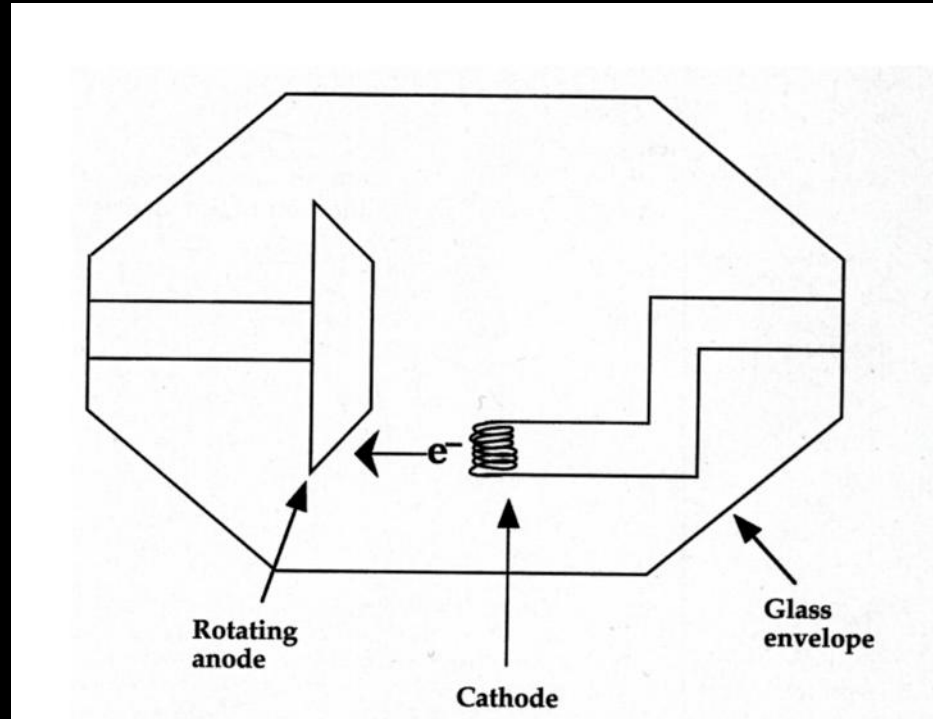 e⁻
Rotating
anode
Cathode
Glass
envelope